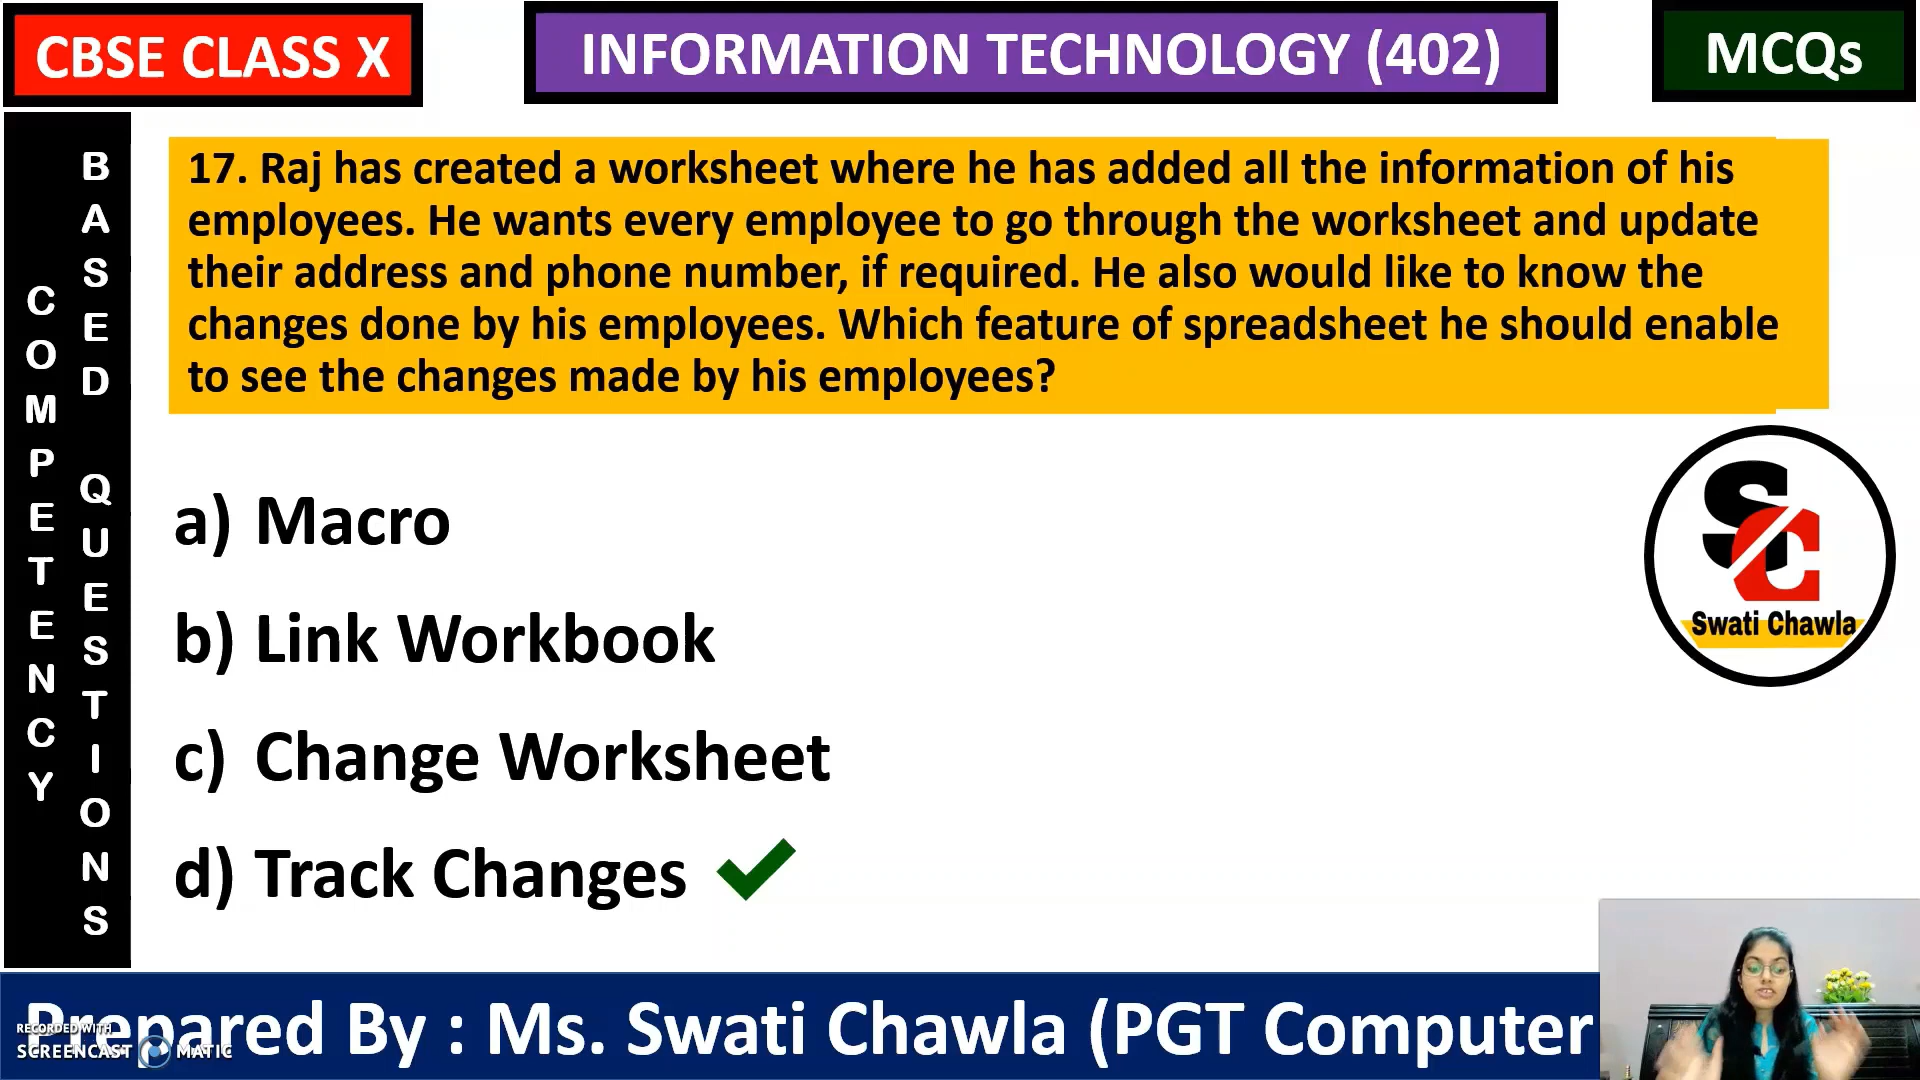 CBSE CLASS X
INFORMATION TECHNOLOGY (402)
MCQs
COMPETENCY
BASED QUESTIONS
17. Raj has created a worksheet where he has added all the information of his
employees. He wants every employee to go through the worksheet and update
their address and phone number, if required. He also would like to know the
changes done by his employees. Which feature of spreadsheet he should enable
to see the changes made by his employees?
a) Macro
b) Link Workbook
c) Change Worksheet
d) Track Changes
SC
Swati Chawla
Prepared By : Ms. Swati Chawla (PGT Computer
RECORDED WITH
SCREENCAST MATIC